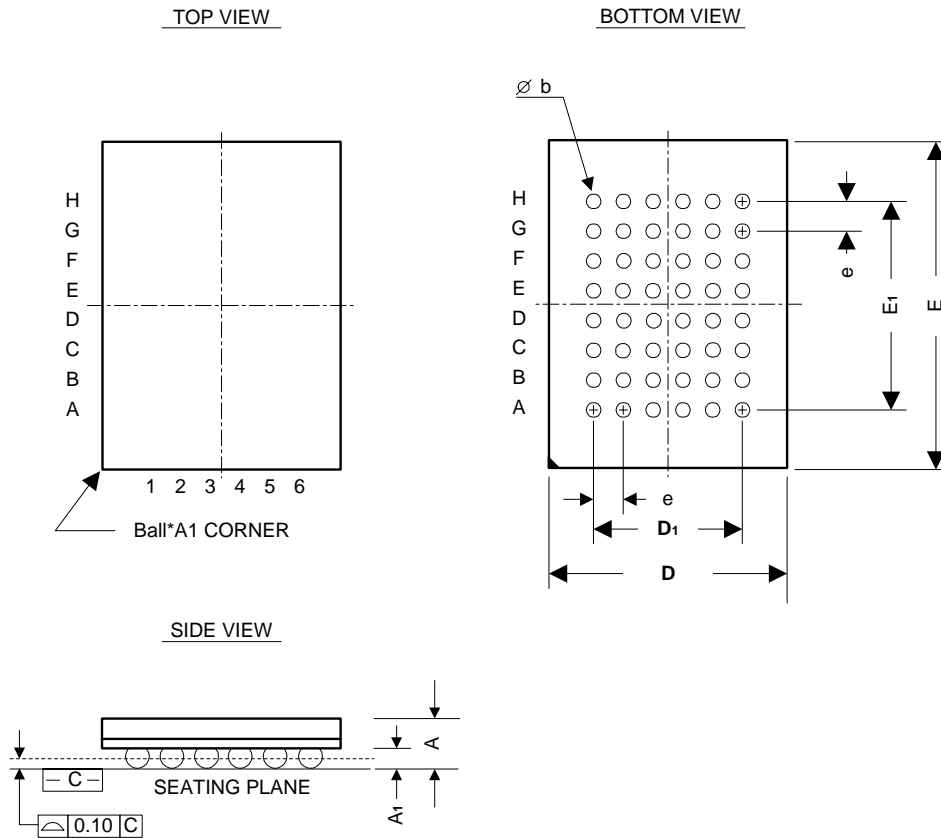 TOP VIEW
BOTTOM VIEW
⌀ b
H
G
F
E
D
C
B
A
H
G
F
E
D
C
B
A
e
E1
E
1 2 3 4 5 6
Ball*A1 CORNER
e
D1
D
SIDE VIEW
A
A1
C
SEATING PLANE
0.10 C